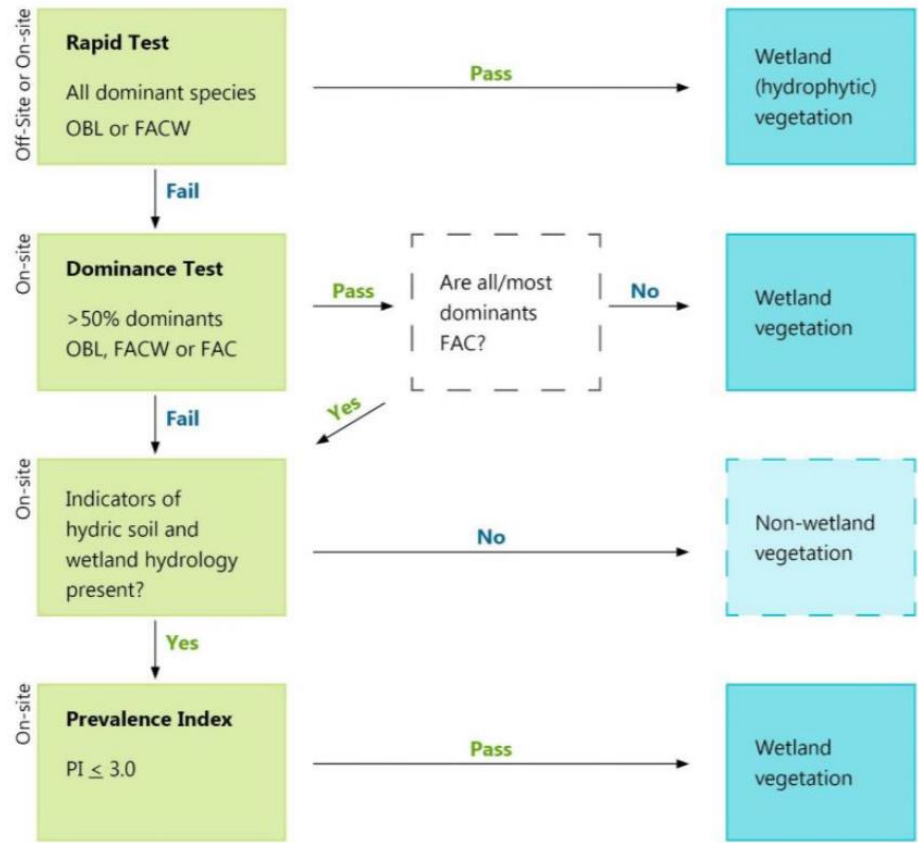 Off-Site or On-site
Rapid Test
All dominant species
OBL or FACW
Pass
Wetland
(hydrophytic)
vegetation
Fail
On-site
Dominance Test
>50% dominants
OBL, FACW or FAC
Pass
Are all/most
dominants
FAC?
No
Wetland
vegetation
Fail
Yes
On-site
Indicators of
hydric soil and
wetland hydrology
present?
No
Non-wetland
vegetation
Yes
On-site
Prevalence Index
PI ≤ 3.0
Pass
Wetland
vegetation